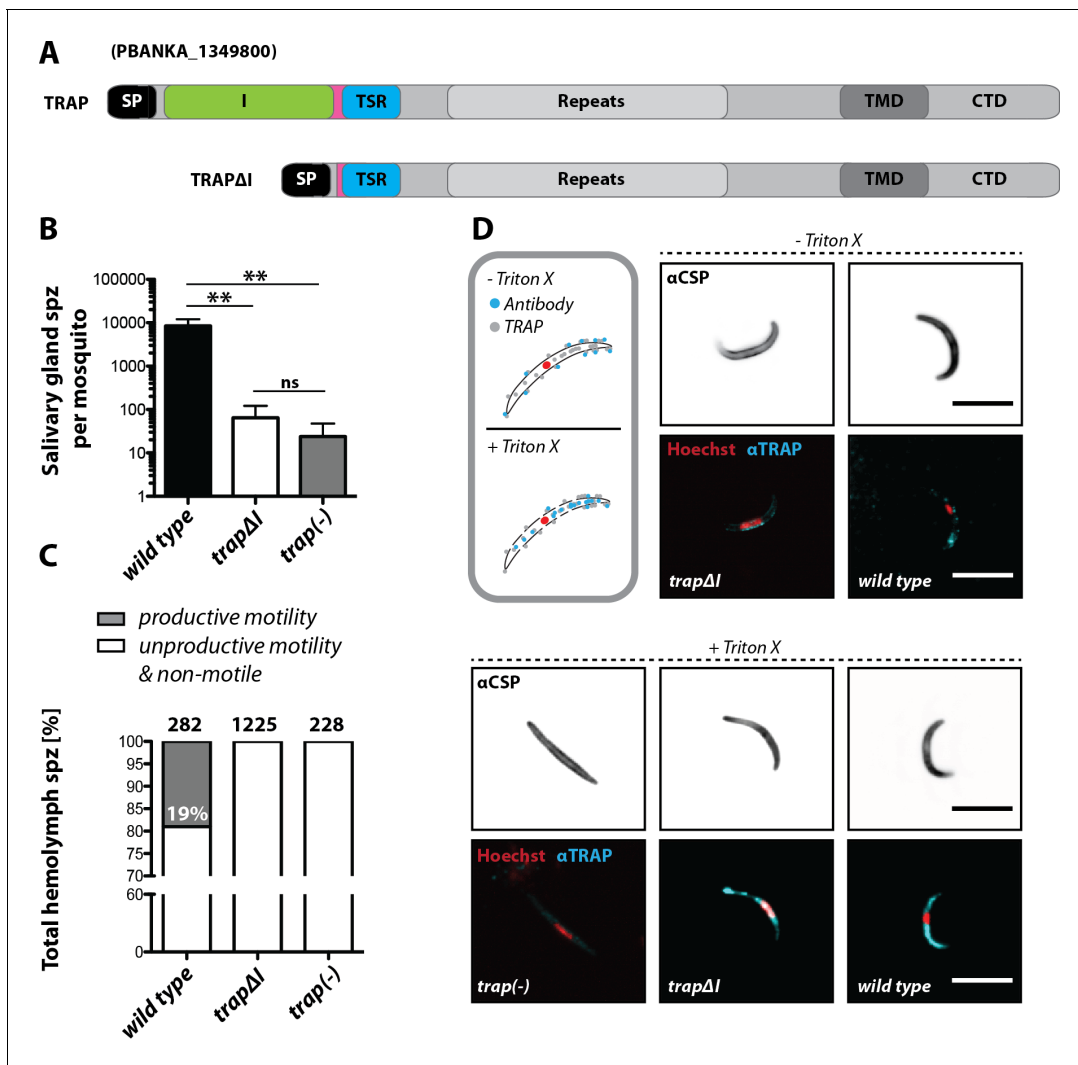 A
(PBANKA_1349800)
TRAP SP I TSR Repeats TMD CTD
TRAPΔI SP TSR Repeats TMD CTD
B
Salivary gland spz
per mosquito
100000
10000
1000
100
10
1
**
**
ns
wild type
trapΔI
trap(-)
C
productive motility
unproductive motility
& non-motile
Total hemolymph spz [%]
282 1225 228
100
95
90
85
80
75
70
60
0
19%
wild type
trapΔI
trap(-)
D
- Triton X
Antibody
TRAP
+ Triton X
- Triton X
αCSP
Hoechst αTRAP
trapΔI
wild type
+ Triton X
αCSP
Hoechst αTRAP
trap(-)
trapΔI
wild type